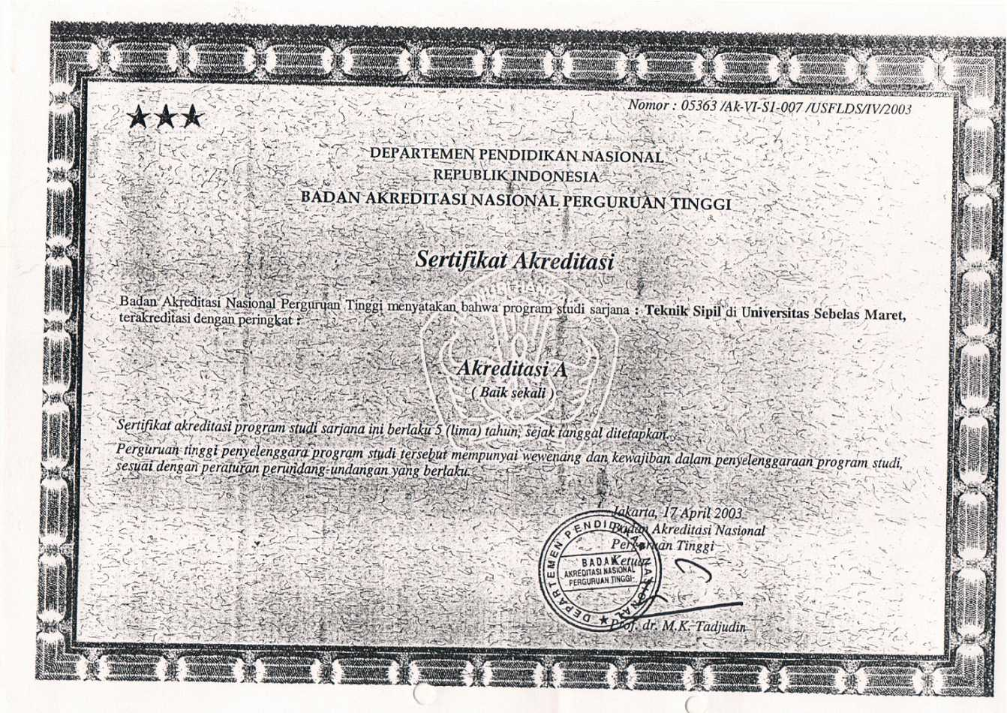 Nomor : 05363 /Ak-VI-S1-007 /USFLDS/IV/2003
DEPARTEMEN PENDIDIKAN NASIONAL
REPUBLIK INDONESIA
BADAN AKREDITASI NASIONAL PERGURUAN TINGGI
Sertifikat Akreditasi
Badan Akreditasi Nasional Perguruan Tinggi menyatakan bahwa program studi sarjana : Teknik Sipil di Universitas Sebelas Maret,
terakreditasi dengan peringkat :
Akreditasi A
( Baik sekali )
Sertifikat akreditasi program studi sarjana ini berlaku 5 (lima) tahun, sejak tanggal ditetapkan.
Perguruan tinggi penyelenggara program studi tersebut mempunyai wewenang dan kewajiban dalam penyelenggaraan program studi,
sesuai dengan peraturan perundang-undangan yang berlaku.
Jakarta, 17 April 2003
Badan Akreditasi Nasional
Perguruan Tinggi
Ketua
DEPARTEMEN PENDIDIKAN NASIONAL
BADAN
AKREDITASI NASIONAL
PERGURUAN TINGGI
Prof. dr. M.K. Tadjudin